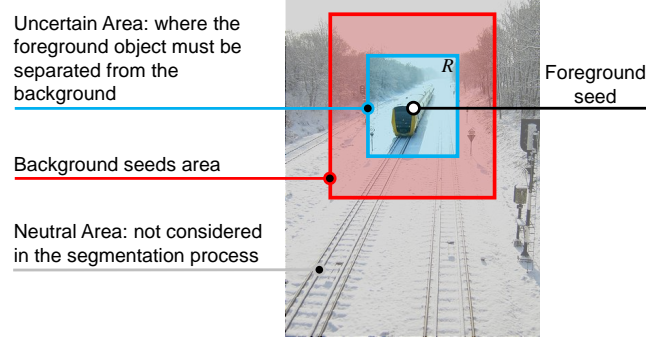 Uncertain Area: where the
foreground object must be
separated from the
background
R
Foreground
seed
Background seeds area
Neutral Area: not considered
in the segmentation process